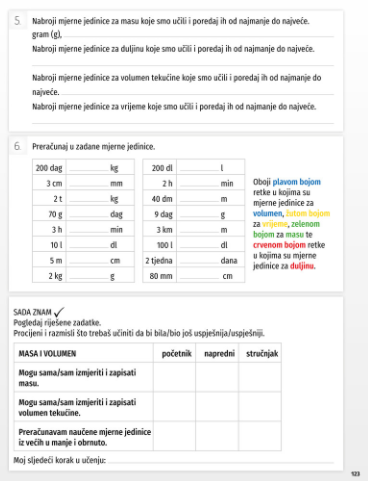 5. Nabroji mjerne jedinice za masu koje smo učili i poredaj ih od najmanje do najveće.
gram (g),
Nabroji mjerne jedinice za duljinu koje smo učili i poredaj ih od najmanje do najveće.
Nabroji mjerne jedinice za volumen tekućine koje smo učili i poredaj ih od najmanje do
najveće.
Nabroji mjerne jedinice za vrijeme koje smo učili i poredaj ih od najmanje do najveće.
6. Preračunaj u zadane mjerne jedinice.
200 dag kg
3 cm mm
2 t kg
70 g dag
3 h min
10 l dl
5 m cm
2 kg g
200 dl l
2 h min
40 dm m
9 dag g
3 km m
100 l dl
2 tjedna dana
80 mm cm
Oboji plavom bojom
retke u kojima su
mjerne jedinice za
volumen, žutom bojom
za vrijeme, zelenom
bojom za masu te
crvenom bojom retke
u kojima su mjerne
jedinice za duljinu.
SADA ZNAM
Pogledaj riješene zadatke.
Procijeni i razmisli što trebaš učiniti da bi bila/bio još uspješnija/uspješniji.
MASA I VOLUMEN početnik napredni stručnjak
Mogu sama/sam izmjeriti i zapisati
masu.
Mogu sama/sam izmjeriti i zapisati
volumen tekućine.
Preračunavam naučene mjerne jedinice
iz većih u manje i obrnuto.
Moj sljedeći korak u učenju:
123